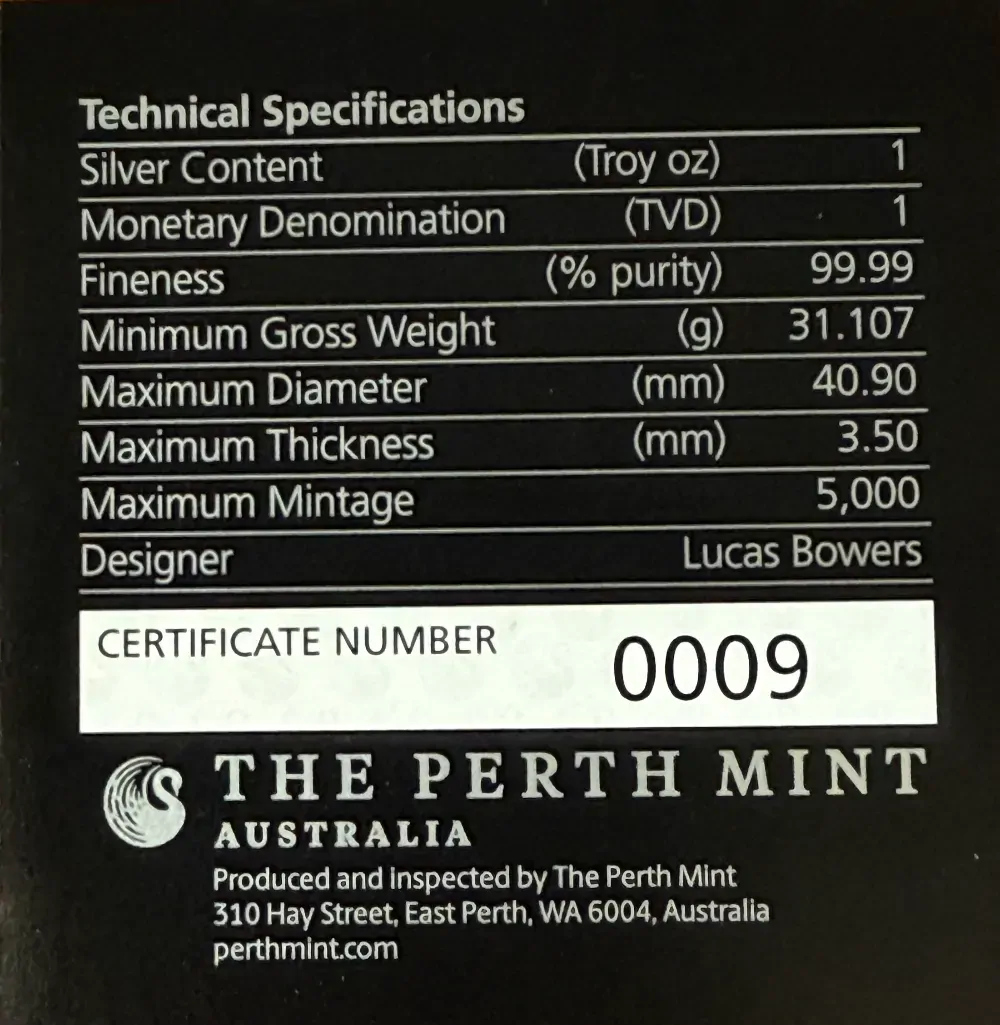 Technical Specifications
Silver Content (Troy oz) 1
Monetary Denomination (TVD) 1
Fineness (% purity) 99.99
Minimum Gross Weight (g) 31.107
Maximum Diameter (mm) 40.90
Maximum Thickness (mm) 3.50
Maximum Mintage 5,000
Designer Lucas Bowers
CERTIFICATE NUMBER 0009
THE PERTH MINT
AUSTRALIA
Produced and inspected by The Perth Mint
310 Hay Street, East Perth, WA 6004, Australia
perthmint.com